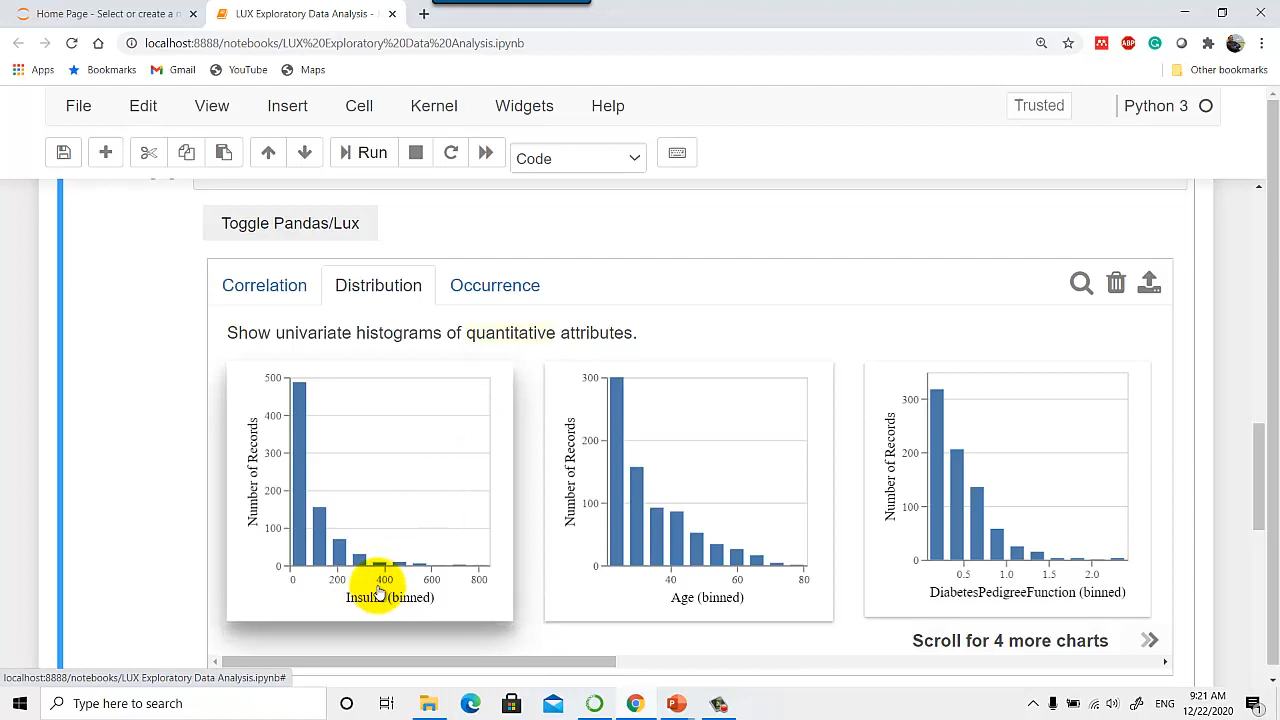 Home Page - Select or create a n
LUX Exploratory Data Analysis -
localhost:8888/notebooks/LUX%20Exploratory%20Data%20Analysis.ipynb
ABP
Apps Bookmarks Gmail YouTube Maps Other bookmarks
File Edit View Insert Cell Kernel Widgets Help Trusted Python 3
Run Code
Toggle Pandas/Lux
Correlation Distribution Occurrence
Show univariate histograms of quantitative attributes.
500
400
300
200
100
0
Number of Records
0 200 400 600 800
Insulin (binned)
300
200
100
0
Number of Records
40 60 80
Age (binned)
300
200
100
0
Number of Records
0.5 1.0 1.5 2.0
DiabetesPedigreeFunction (binned)
Scroll for 4 more charts
localhost:8888/notebooks/LUX Exploratory Data Analysis.ipynb#
Type here to search
ENG
9:21 AM
12/22/2020
1